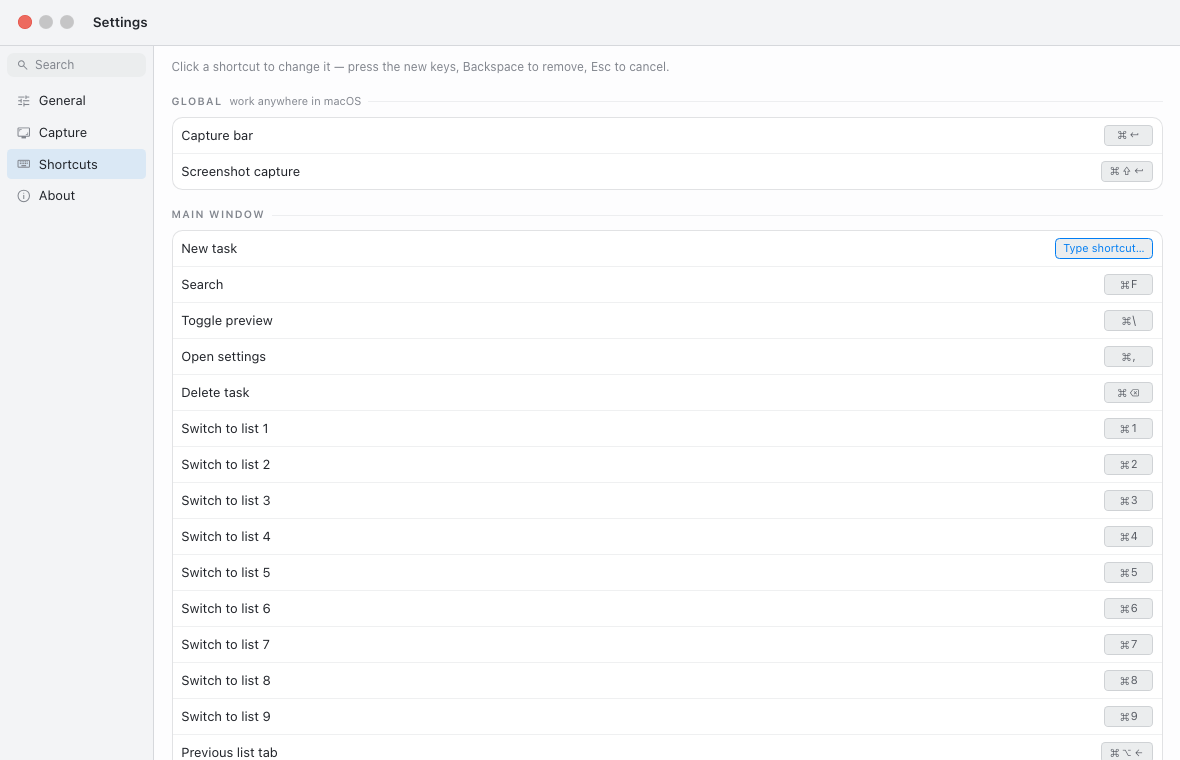 Settings
Search
General
Capture
Shortcuts
About
Click a shortcut to change it — press the new keys, Backspace to remove, Esc to cancel.
GLOBAL work anywhere in macOS
Capture bar ⌘↩
Screenshot capture ⌘⇧↩
MAIN WINDOW
New task Type shortcut…
Search ⌘F
Toggle preview ⌘\
Open settings ⌘,
Delete task ⌘⌫
Switch to list 1 ⌘1
Switch to list 2 ⌘2
Switch to list 3 ⌘3
Switch to list 4 ⌘4
Switch to list 5 ⌘5
Switch to list 6 ⌘6
Switch to list 7 ⌘7
Switch to list 8 ⌘8
Switch to list 9 ⌘9
Previous list tab ⌘⌥←